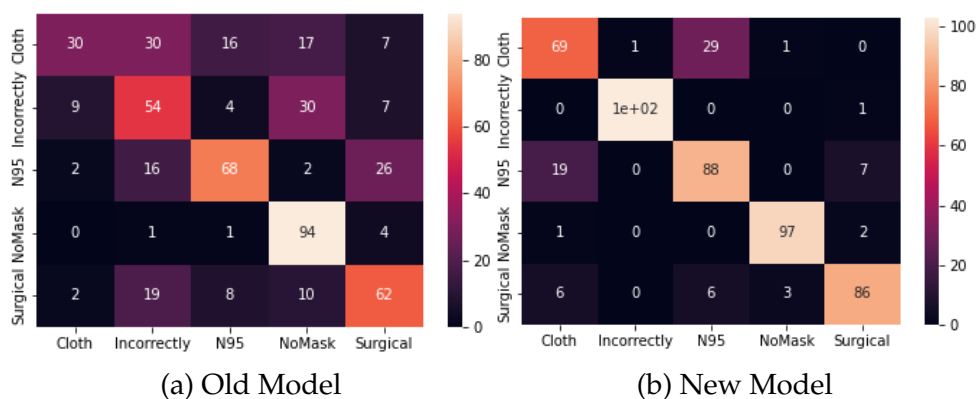 Cloth 30 30 16 17 7
Incorrectly 9 54 4 30 7
N95 2 16 68 2 26
NoMask 0 1 1 94 4
Surgical 2 19 8 10 62
Cloth Incorrectly N95 NoMask Surgical
80
60
40
20
0
(a) Old Model
Cloth 69 1 29 1 0
Incorrectly 0 1e+02 0 0 1
N95 19 0 88 0 7
NoMask 1 0 0 97 2
Surgical 6 0 6 3 86
Cloth Incorrectly N95 NoMask Surgical
100
80
60
40
20
0
(b) New Model